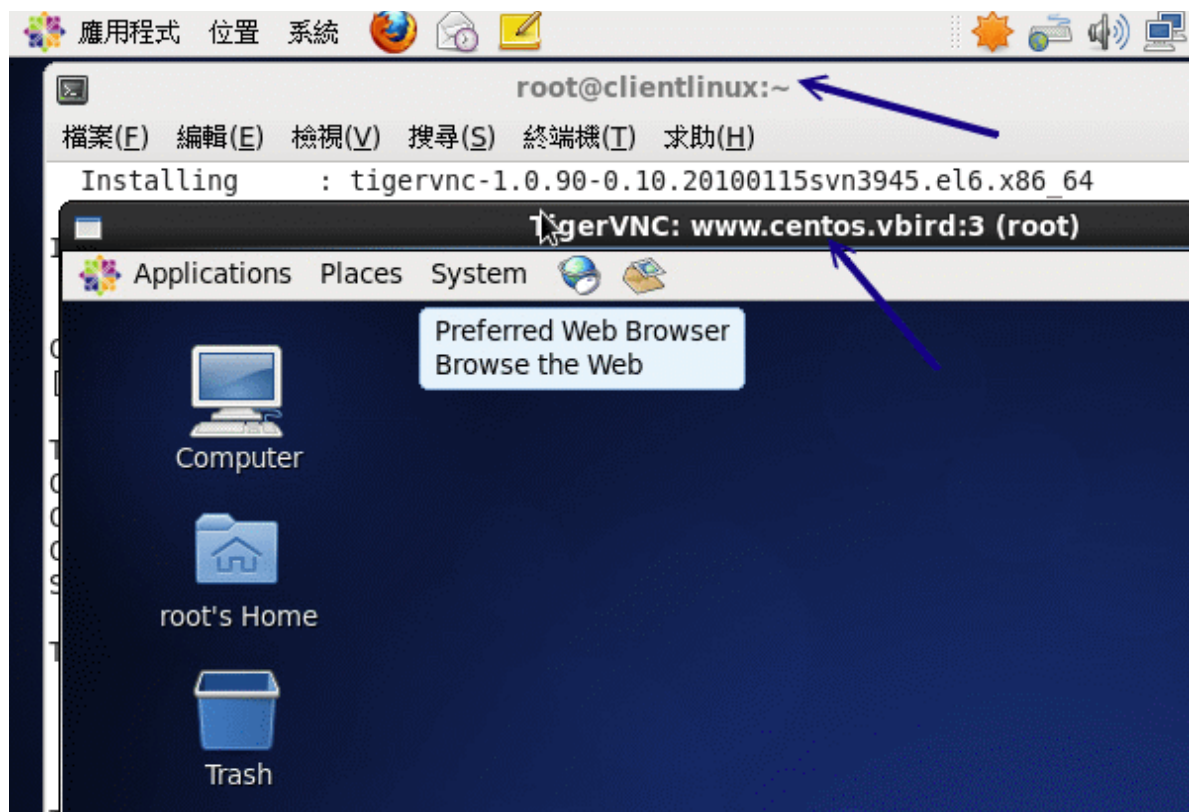 應用程式 位置 系統
root@clientlinux:~
檔案(F) 編輯(E) 檢視(V) 搜尋(S) 終端機(T) 求助(H)
Installing : tigervnc-1.0.90-0.10.20100115svn3945.el6.x86_64
TigerVNC: www.centos.vbird:3 (root)
Applications Places System
Preferred Web Browser
Browse the Web
Computer
root's Home
Trash